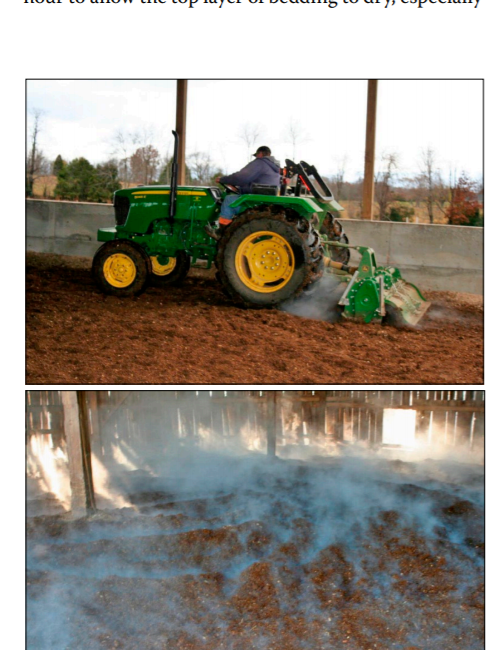 hour to allow the top layer of bedding to dry, especially